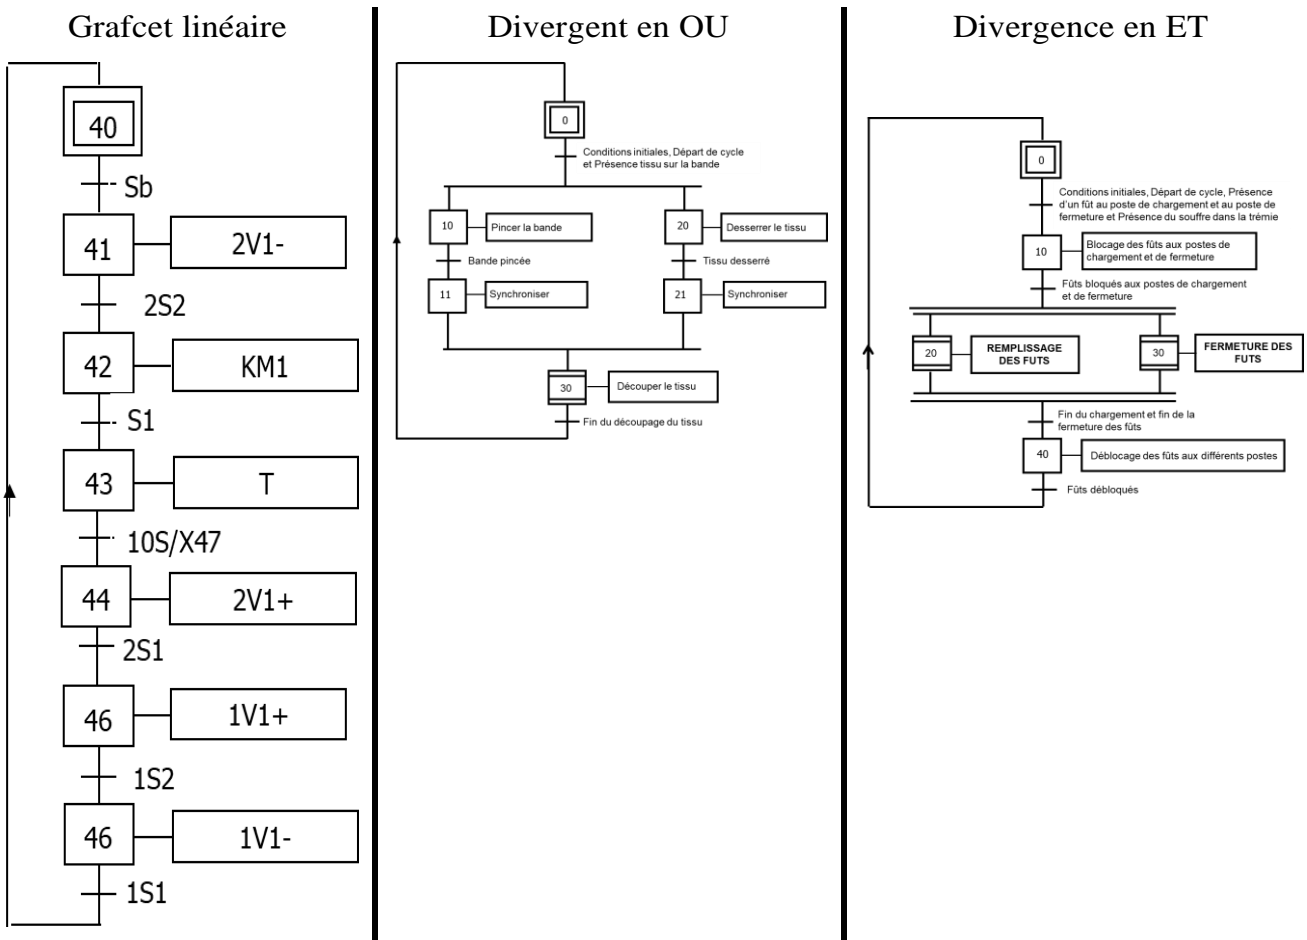 Grafcet linéaire
40
Sb
41
2V1-
2S2
42
KM1
S1
43
T
10S/X47
44
2V1+
2S1
46
1V1+
1S2
46
1V1-
1S1
Divergent en OU
0
Conditions initiales, Départ de cycle
et Présence tissu sur la bande
10
Pincer la bande
20
Desserrer le tissu
Bande pincée
Tissu desserré
11
Synchroniser
21
Synchroniser
30
Découper le tissu
Fin du découpage du tissu
Divergence en ET
0
Conditions initiales, Départ de cycle, Présence
d'un fût au poste de chargement et au poste de
fermeture et Présence du souffre dans la trémie
10
Blocage des fûts aux postes de
chargement et de fermeture
Fûts bloqués aux postes de chargement
et de fermeture
20
REMPLISSAGE
DES FUTS
30
FERMETURE DES
FUTS
Fin du chargement et fin de la
fermeture des fûts
40
Déblocage des fûts aux différents postes
Fûts débloqués